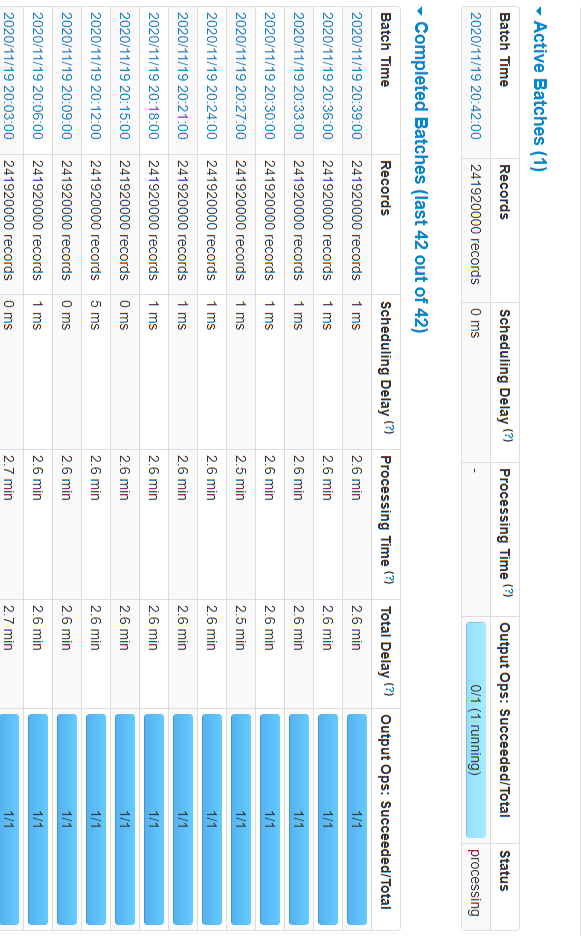 Active Batches (1)
Batch Time Records Scheduling Delay (?) Processing Time (?) Output Ops: Succeeded/Total Status
2020/11/19 20:42:00 241920000 records 0 ms - 0/1 (1 running) processing
Completed Batches (last 42 out of 42)
Batch Time Records Scheduling Delay (?) Processing Time (?) Total Delay (?) Output Ops: Succeeded/Total
2020/11/19 20:39:00 241920000 records 1 ms 2.6 min 2.6 min 1/1
2020/11/19 20:36:00 241920000 records 1 ms 2.6 min 2.6 min 1/1
2020/11/19 20:33:00 241920000 records 1 ms 2.6 min 2.6 min 1/1
2020/11/19 20:30:00 241920000 records 1 ms 2.6 min 2.6 min 1/1
2020/11/19 20:27:00 241920000 records 1 ms 2.5 min 2.5 min 1/1
2020/11/19 20:24:00 241920000 records 1 ms 2.6 min 2.6 min 1/1
2020/11/19 20:21:00 241920000 records 1 ms 2.6 min 2.6 min 1/1
2020/11/19 20:18:00 241920000 records 1 ms 2.6 min 2.6 min 1/1
2020/11/19 20:15:00 241920000 records 0 ms 2.6 min 2.6 min 1/1
2020/11/19 20:12:00 241920000 records 5 ms 2.6 min 2.6 min 1/1
2020/11/19 20:09:00 241920000 records 0 ms 2.6 min 2.6 min 1/1
2020/11/19 20:06:00 241920000 records 1 ms 2.6 min 2.6 min 1/1
2020/11/19 20:03:00 241920000 records 0 ms 2.7 min 2.7 min 1/1